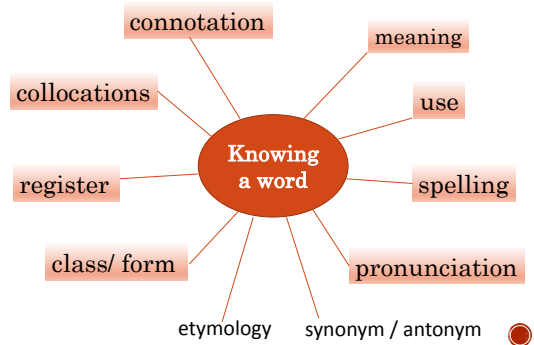 connotation
meaning
collocations
use
Knowing
a word
register
spelling
class/ form
pronunciation
etymology
synonym / antonym